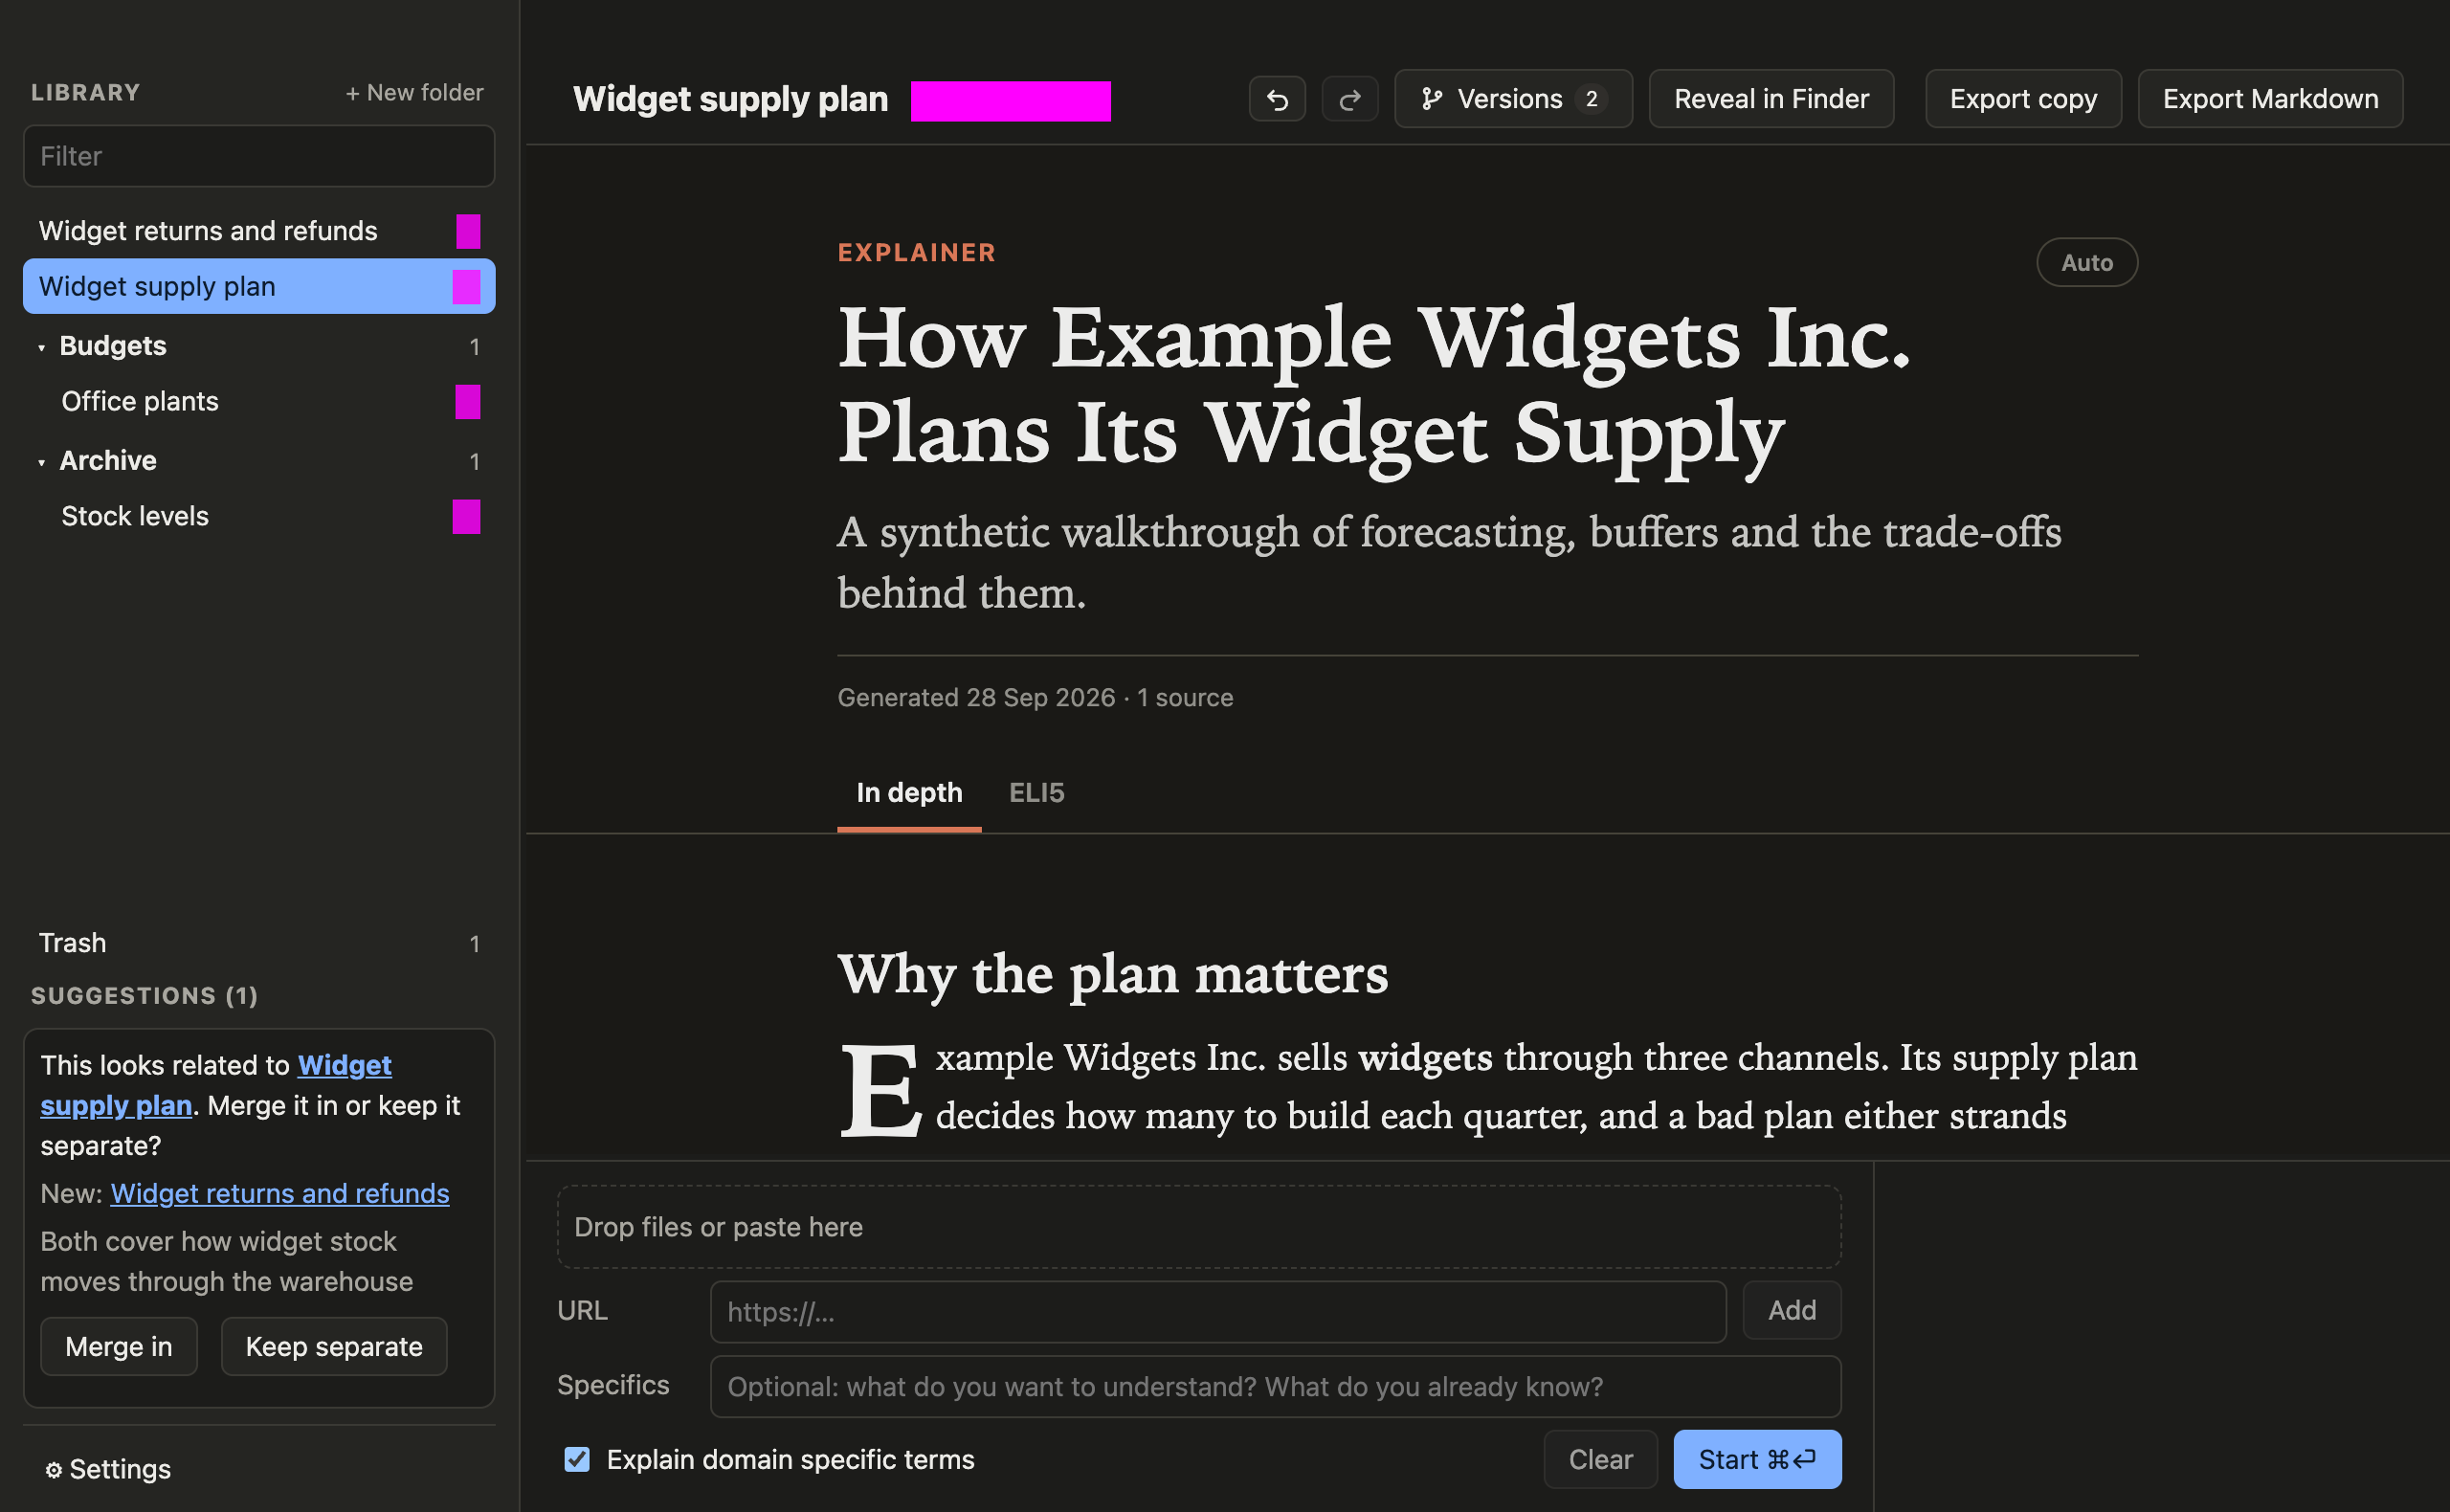 LIBRARY
+ New folder
Filter
Widget returns and refunds
Widget supply plan
Budgets 1
Office plants
Archive 1
Stock levels
Trash 1
SUGGESTIONS (1)
This looks related to Widget
supply plan. Merge it in or keep it
separate?
New: Widget returns and refunds
Both cover how widget stock
moves through the warehouse
Merge in
Keep separate
⚙ Settings
Widget supply plan
Versions 2
Reveal in Finder
Export copy
Export Markdown
EXPLAINER
Auto
How Example Widgets Inc.
Plans Its Widget Supply
A synthetic walkthrough of forecasting, buffers and the trade-offs
behind them.
Generated 28 Sep 2026 · 1 source
In depth
ELI5
Why the plan matters
Example Widgets Inc. sells widgets through three channels. Its supply plan
decides how many to build each quarter, and a bad plan either strands
Drop files or paste here
URL
https://...
Add
Specifics
Optional: what do you want to understand? What do you already know?
Explain domain specific terms
Clear
Start ⌘⏎